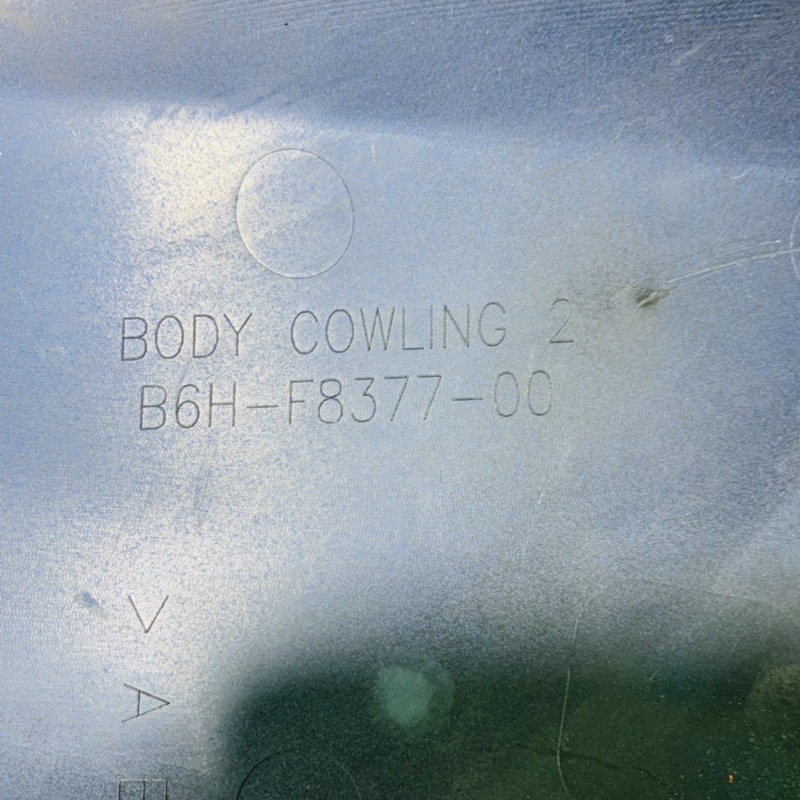 BODY COWLING 2
B6H-F8377-00
V
A